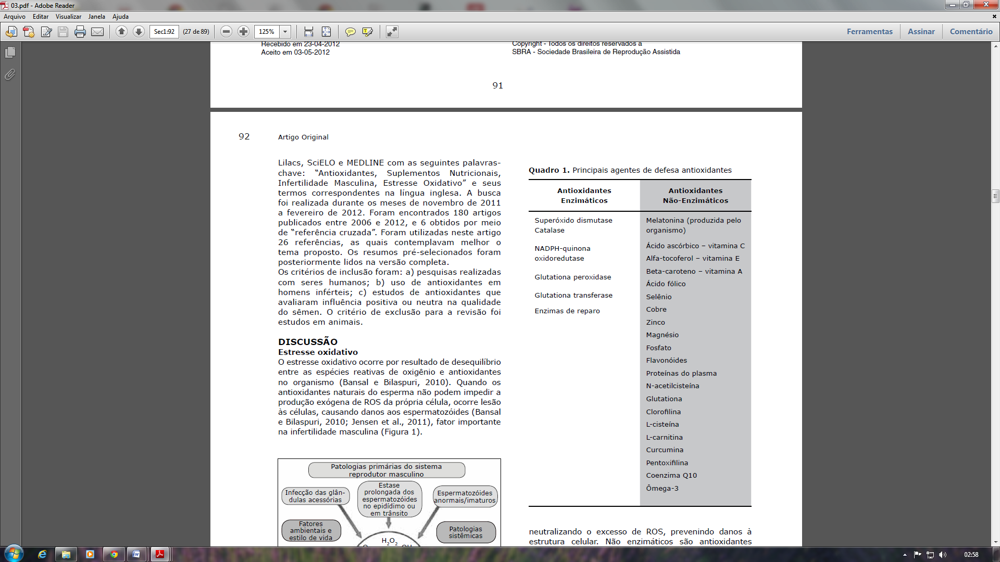 03.pdf - Adobe Reader
Arquivo Editar Visualizar Janela Ajuda
Sec1:92 (27 de 89) 125% Ferramentas Assinar Comentário
Recebido em 23-04-2012
Aceito em 03-05-2012
Copyright - Todos os direitos reservados a
SBRA - Sociedade Brasileira de Reprodução Assistida
91
92 Artigo Original
Lilacs, SciELO e MEDLINE com as seguintes palavras-
chave: “Antioxidantes, Suplementos Nutricionais,
Infertilidade Masculina, Estresse Oxidativo” e seus
termos correspondentes na língua inglesa. A busca
foi realizada durante os meses de novembro de 2011
a fevereiro de 2012. Foram encontrados 180 artigos
publicados entre 2006 e 2012, e 6 obtidos por meio
de “referência cruzada”. Foram utilizadas neste artigo
26 referências, as quais contemplavam melhor o
tema proposto. Os resumos pré-selecionados foram
posteriormente lidos na versão completa.
Os critérios de inclusão foram: a) pesquisas realizadas
com seres humanos; b) uso de antioxidantes em
homens inférteis; c) estudos de antioxidantes que
avaliaram influência positiva ou neutra na qualidade
do sêmen. O critério de exclusão para a revisão foi
estudos em animais.
DISCUSSÃO
Estresse oxidativo
O estresse oxidativo ocorre por resultado de desequilíbrio
entre as espécies reativas de oxigênio e antioxidantes
no organismo (Bansal e Bilaspuri, 2010). Quando os
antioxidantes naturais do esperma não podem impedir a
produção exógena de ROS da própria célula, ocorre lesão
às células, causando danos aos espermatozóides (Bansal
e Bilaspuri, 2010; Jensen et al., 2011), fator importante
na infertilidade masculina (Figura 1).
Patologias primárias do sistema
reprodutor masculino
Infecção das glân-
dulas acessórias
Estase
prolongada dos
espermatozóides
no epidídimo ou
em trânsito
Espermatozóides
anormais/imaturos
Fatores
ambientais e
estilo de vida
Patologias
sistêmicas
H2O2
Quadro 1. Principais agentes de defesa antioxidantes
Antioxidantes
Enzimáticos
Antioxidantes
Não-Enzimáticos
Superóxido dismutase
Catalase
NADPH-quinona
oxidoredutase
Glutationa peroxidase
Glutationa transferase
Enzimas de reparo
Melatonina (produzida pelo
organismo)
Ácido ascórbico – vitamina C
Alfa-tocoferol – vitamina E
Beta-caroteno – vitamina A
Ácido fólico
Selênio
Cobre
Zinco
Magnésio
Fosfato
Flavonóides
Proteínas do plasma
N-acetilcisteína
Glutationa
Clorofilina
L-cisteína
L-carnitina
Curcumina
Pentoxifilina
Coenzima Q10
Ômega-3
neutralizando o excesso de ROS, prevenindo danos à
estrutura celular. Não enzimáticos são antioxidantes
02:58